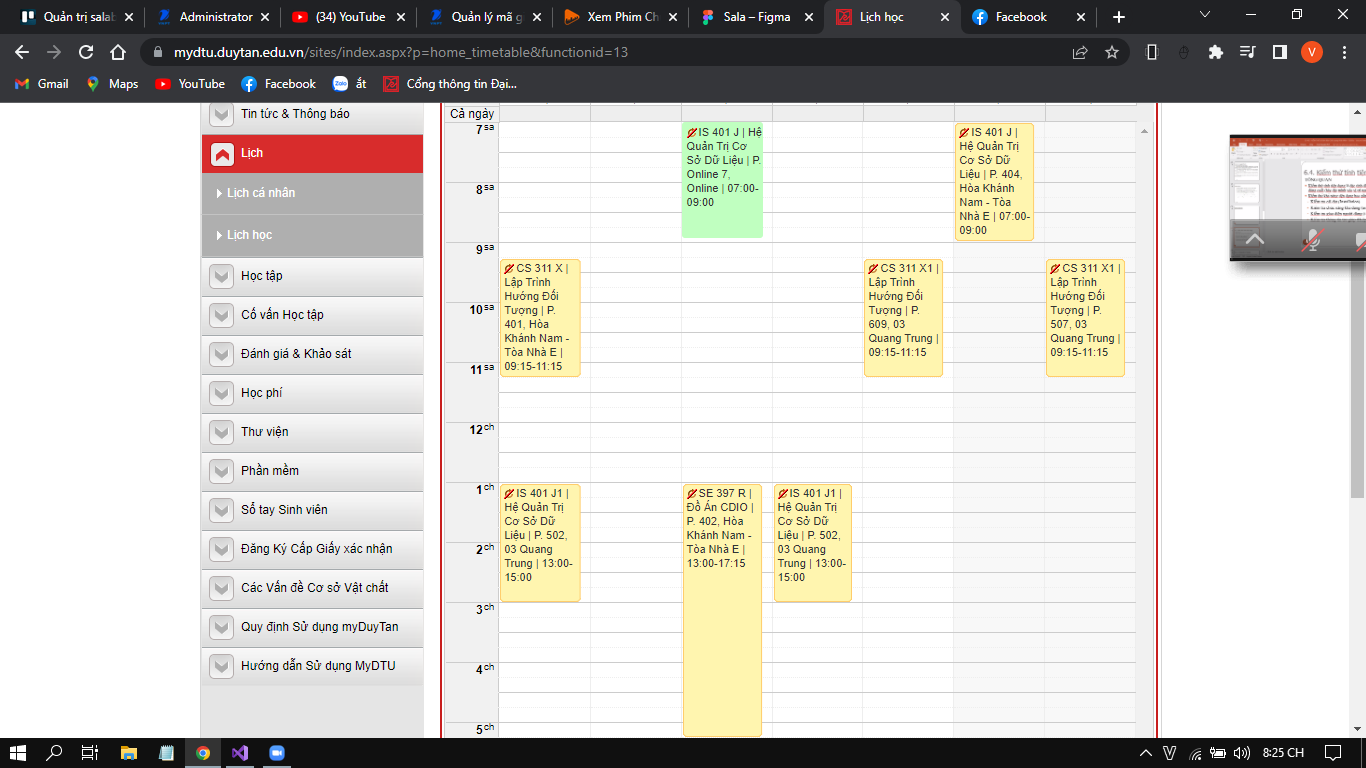 Quản trị salab
Administrator
(34) YouTube
Quản lý mã g
Xem Phim Ch
Sala – Figma
Lịch học
Facebook
mydtu.duytan.edu.vn/sites/index.aspx?p=home_timetable&functionid=13
V
Gmail
Maps
YouTube
Facebook
Zalo
ắt
Cổng thông tin Đại...
Tin tức & Thông báo
Lịch
Lịch cá nhân
Lịch học
Học tập
Cố vấn Học tập
Đánh giá & Khảo sát
Học phí
Thư viện
Phần mềm
Sổ tay Sinh viên
Đăng Ký Cấp Giấy xác nhận
Các Vấn đề Cơ sở Vật chất
Quy định Sử dụng myDuyTan
Hướng dẫn Sử dụng MyDTU
Cả ngày
7 sa
8 sa
9 sa
10 sa
11 sa
12 ch
1 ch
2 ch
3 ch
4 ch
5 ch
IS 401 J | Hệ
Quản Trị Cơ
Sở Dữ Liệu | P.
Online 7,
Online | 07:00-
09:00
IS 401 J |
Hệ Quản Trị
Cơ Sở Dữ
Liệu | P. 404,
Hòa Khánh
Nam - Tòa
Nhà E | 07:00-
09:00
CS 311 X |
Lập Trình
Hướng Đối
Tượng | P.
401, Hòa
Khánh Nam -
Tòa Nhà E |
09:15-11:15
CS 311 X1 |
Lập Trình
Hướng Đối
Tượng | P.
609, 03
Quang Trung |
09:15-11:15
CS 311 X1 |
Lập Trình
Hướng Đối
Tượng | P.
507, 03
Quang Trung |
09:15-11:15
IS 401 J1 |
Hệ Quản Trị
Cơ Sở Dữ
Liệu | P. 502,
03 Quang
Trung | 13:00-
15:00
SE 397 R |
Đồ Án CDIO |
P. 402, Hòa
Khánh Nam -
Tòa Nhà E |
13:00-17:15
IS 401 J1 |
Hệ Quản Trị
Cơ Sở Dữ
Liệu | P. 502,
03 Quang
Trung | 13:00-
15:00
8:25 CH